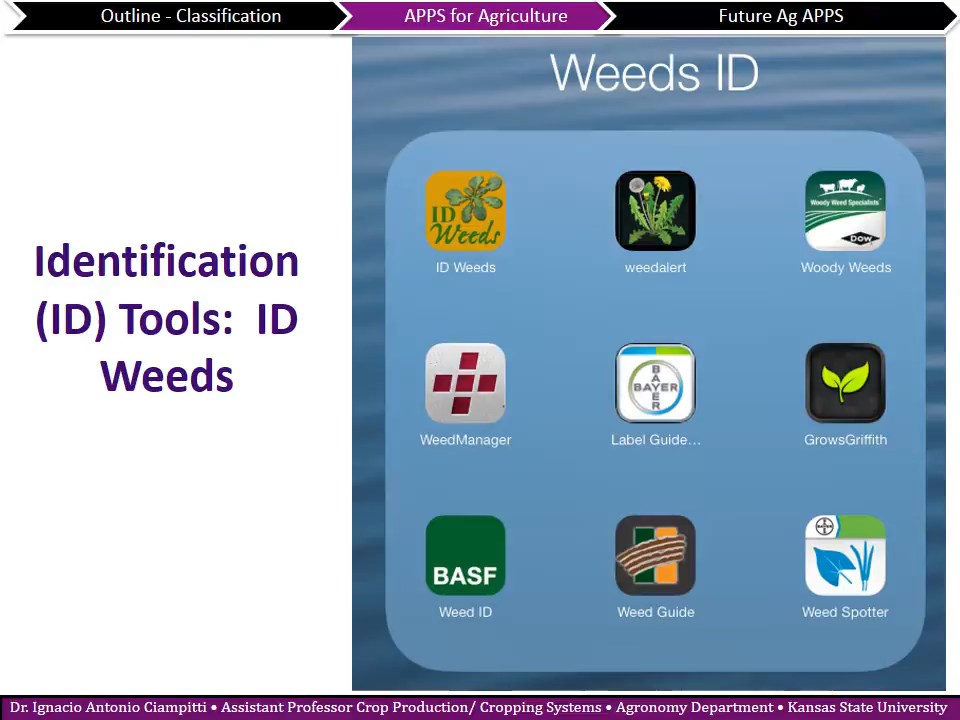 Outline - Classification
APPS for Agriculture
Future Ag APPS
Weeds ID
Identification
(ID) Tools:  ID
Weeds
ID
Weeds
Woody Weed Specialists
DOW
ID Weeds
weedalert
Woody Weeds
BAYER
BAYER
WeedManager
Label Guide...
GrowsGriffith
BASF
BAYER
Weed ID
Weed Guide
Weed Spotter
Dr. Ignacio Antonio Ciampitti • Assistant Professor Crop Production/ Cropping Systems • Agronomy Department • Kansas State University